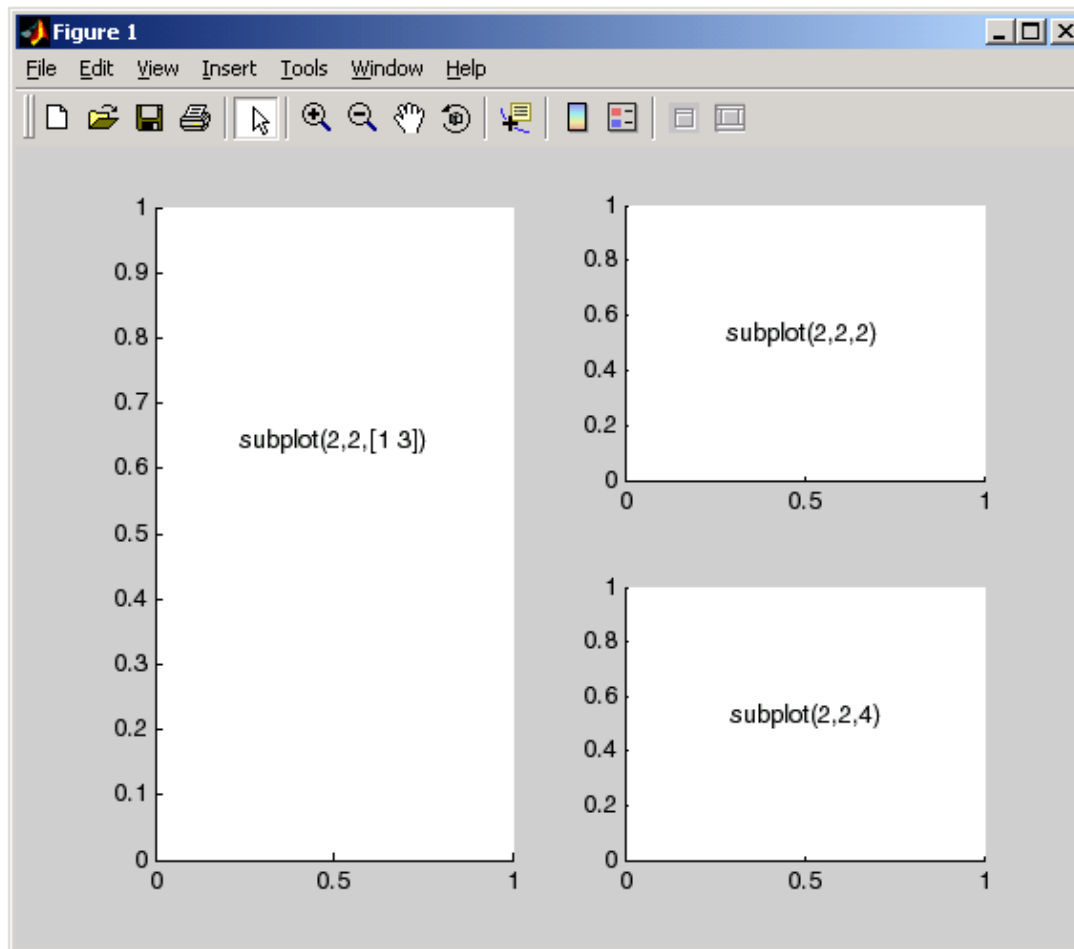 Figure 1
File Edit View Insert Tools Window Help
1
0.9
0.8
0.7
0.6
0.5
0.4
0.3
0.2
0.1
0
0 0.5 1
subplot(2,2,[1 3])
1
0.8
0.6
0.4
0.2
0
0 0.5 1
subplot(2,2,2)
1
0.8
0.6
0.4
0.2
0
0 0.5 1
subplot(2,2,4)